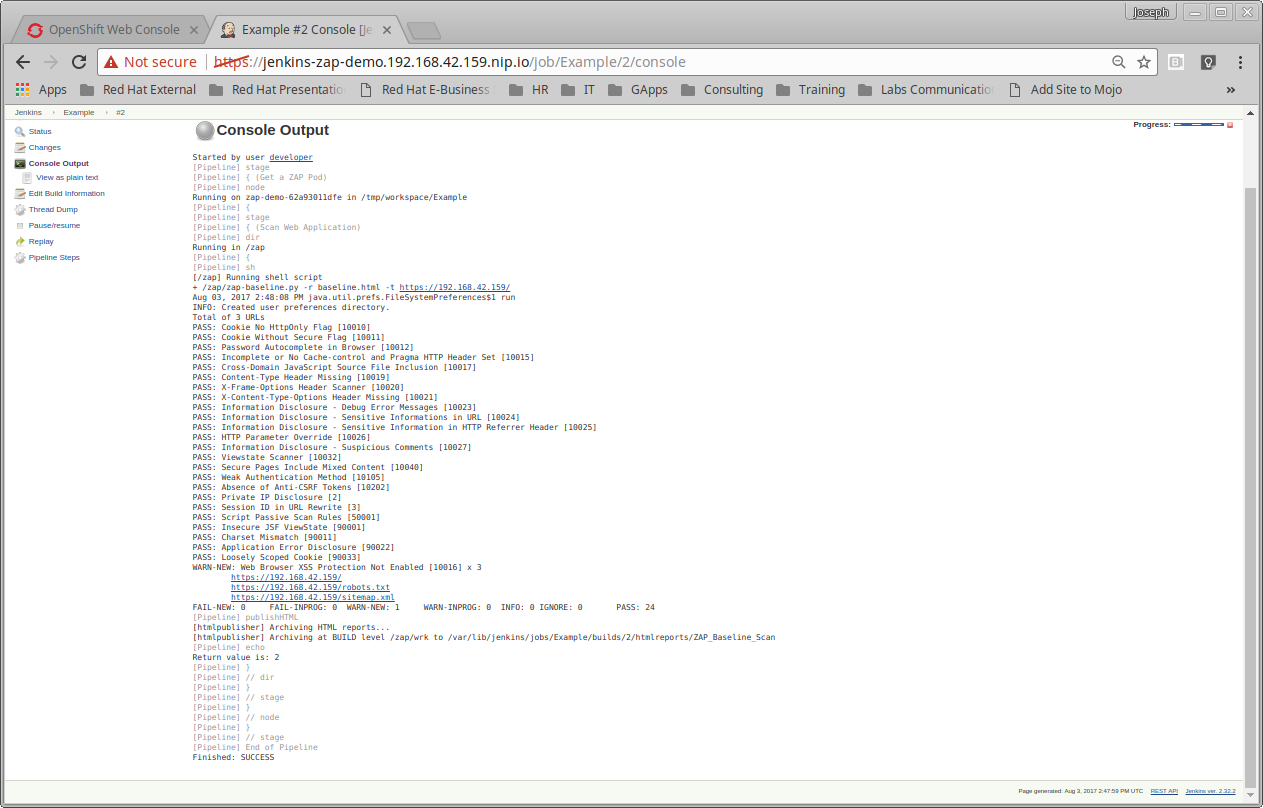 Joseph
OpenShift Web Console
Example #2 Console [Je
Not secure
https://jenkins-zap-demo.192.168.42.159.nip.io/job/Example/2/console
Apps
Red Hat External
Red Hat Presentatio
Red Hat E-Business
HR
IT
GApps
Consulting
Training
Labs Communicatio
Add Site to Mojo
»
Jenkins › Example › #2
Progress:
Status
Changes
Console Output
View as plain text
Edit Build Information
Thread Dump
Pause/resume
Replay
Pipeline Steps
Console Output
Started by user developer
[Pipeline] stage
[Pipeline] { (Get a ZAP Pod)
[Pipeline] node
Running on zap-demo-62a93011dfe in /tmp/workspace/Example
[Pipeline] {
[Pipeline] stage
[Pipeline] { (Scan Web Application)
[Pipeline] dir
Running in /zap
[Pipeline] {
[Pipeline] sh
[/zap] Running shell script
+ /zap/zap-baseline.py -r baseline.html -t https://192.168.42.159/
Aug 03, 2017 2:48:08 PM java.util.prefs.FileSystemPreferences$1 run
INFO: Created user preferences directory.
Total of 3 URLs
PASS: Cookie No HttpOnly Flag [10010]
PASS: Cookie Without Secure Flag [10011]
PASS: Password Autocomplete in Browser [10012]
PASS: Incomplete or No Cache-control and Pragma HTTP Header Set [10015]
PASS: Cross-Domain JavaScript Source File Inclusion [10017]
PASS: Content-Type Header Missing [10019]
PASS: X-Frame-Options Header Scanner [10020]
PASS: X-Content-Type-Options Header Missing [10021]
PASS: Information Disclosure - Debug Error Messages [10023]
PASS: Information Disclosure - Sensitive Informations in URL [10024]
PASS: Information Disclosure - Sensitive Information in HTTP Referrer Header [10025]
PASS: HTTP Parameter Override [10026]
PASS: Information Disclosure - Suspicious Comments [10027]
PASS: Viewstate Scanner [10032]
PASS: Secure Pages Include Mixed Content [10040]
PASS: Weak Authentication Method [10105]
PASS: Absence of Anti-CSRF Tokens [10202]
PASS: Private IP Disclosure [2]
PASS: Session ID in URL Rewrite [3]
PASS: Script Passive Scan Rules [50001]
PASS: Insecure JSF ViewState [90001]
PASS: Charset Mismatch [90011]
PASS: Application Error Disclosure [90022]
PASS: Loosely Scoped Cookie [90033]
WARN-NEW: Web Browser XSS Protection Not Enabled [10016] x 3
https://192.168.42.159/
https://192.168.42.159/robots.txt
https://192.168.42.159/sitemap.xml
FAIL-NEW: 0 FAIL-INPROG: 0 WARN-NEW: 1 WARN-INPROG: 0 INFO: 0 IGNORE: 0 PASS: 24
[Pipeline] publishHTML
[htmlpublisher] Archiving HTML reports...
[htmlpublisher] Archiving at BUILD level /zap/wrk to /var/lib/jenkins/jobs/Example/builds/2/htmlreports/ZAP_Baseline_Scan
[Pipeline] echo
Return value is: 2
[Pipeline] }
[Pipeline] // dir
[Pipeline] }
[Pipeline] // stage
[Pipeline] }
[Pipeline] // node
[Pipeline] }
[Pipeline] // stage
[Pipeline] End of Pipeline
Finished: SUCCESS
Page generated: Aug 3, 2017 2:47:59 PM UTC REST API Jenkins ver. 2.32.2